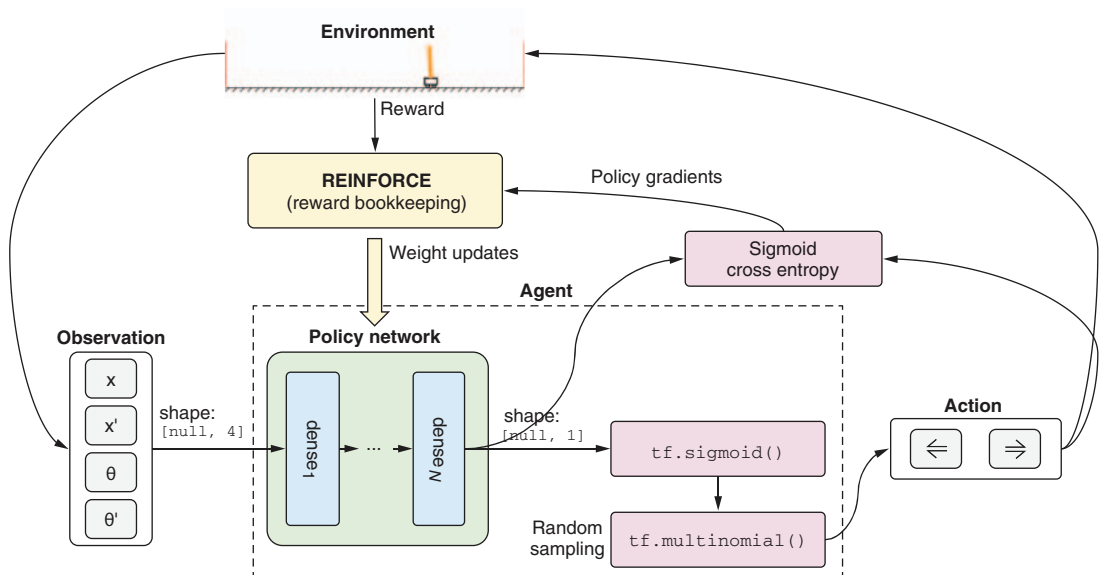 Environment
Reward
REINFORCE
(reward bookkeeping)
Policy gradients
Sigmoid
cross entropy
Weight updates
Agent
Observation
Policy network
x
x'
θ
θ'
shape:
[null, 4]
dense1
...
denseN
shape:
[null, 1]
tf.sigmoid()
Random
sampling
tf.multinomial()
Action
⇐
⇒